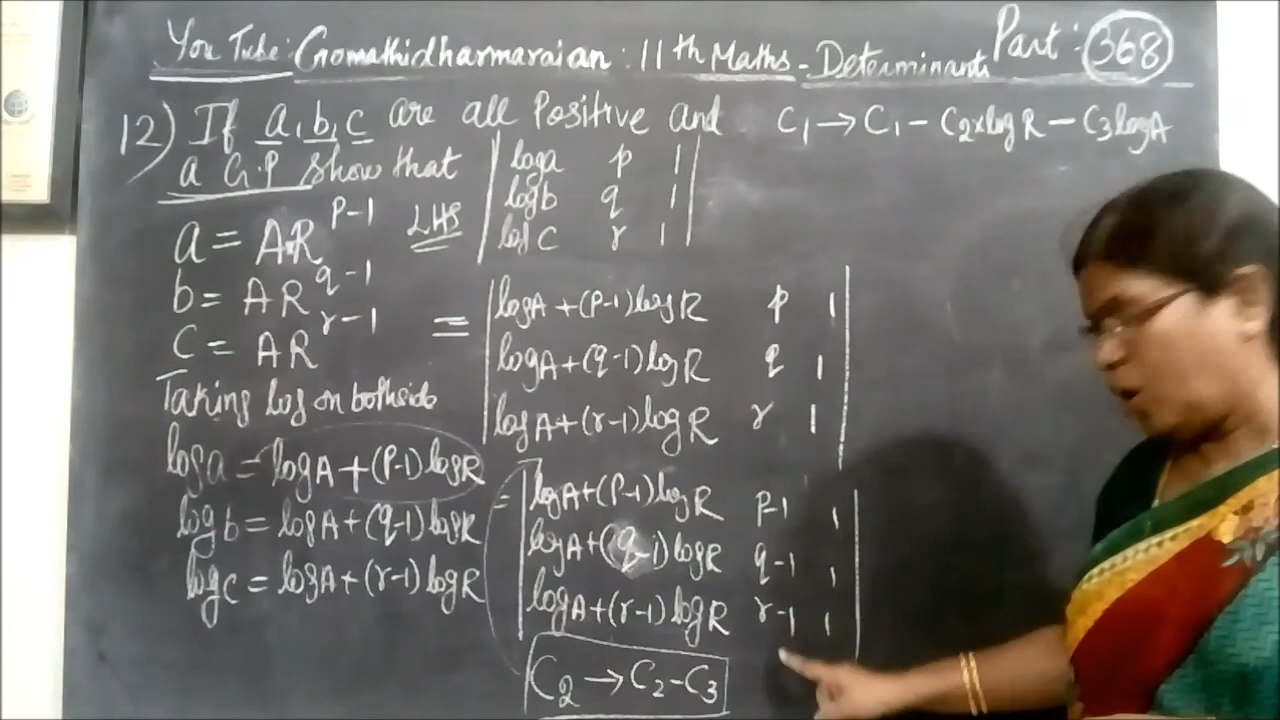 You Tube: Gomathidharmarajan: 11th Maths - Determinants Part: 368
12) If a, b, c are all Positive and
a G.P show that
| log a p 1 |
| log b q 1 |
| log c r 1 |
C₁ → C₁ - C₂ x log R - C₃ log A
a = AR^{p-1}
b = AR^{q-1}
c = AR^{r-1}
Taking log on bothside
log a = log A + (p-1) log R
log b = log A + (q-1) log R
log c = log A + (r-1) log R
LHS
= | log A + (p-1) log R p 1 |
| log A + (q-1) log R q 1 |
| log A + (r-1) log R r 1 |
= | log A + (p-1) log R p-1 1 |
| log A + (q-1) log R q-1 1 |
| log A + (r-1) log R r-1 1 |
C₂ → C₂ - C₃